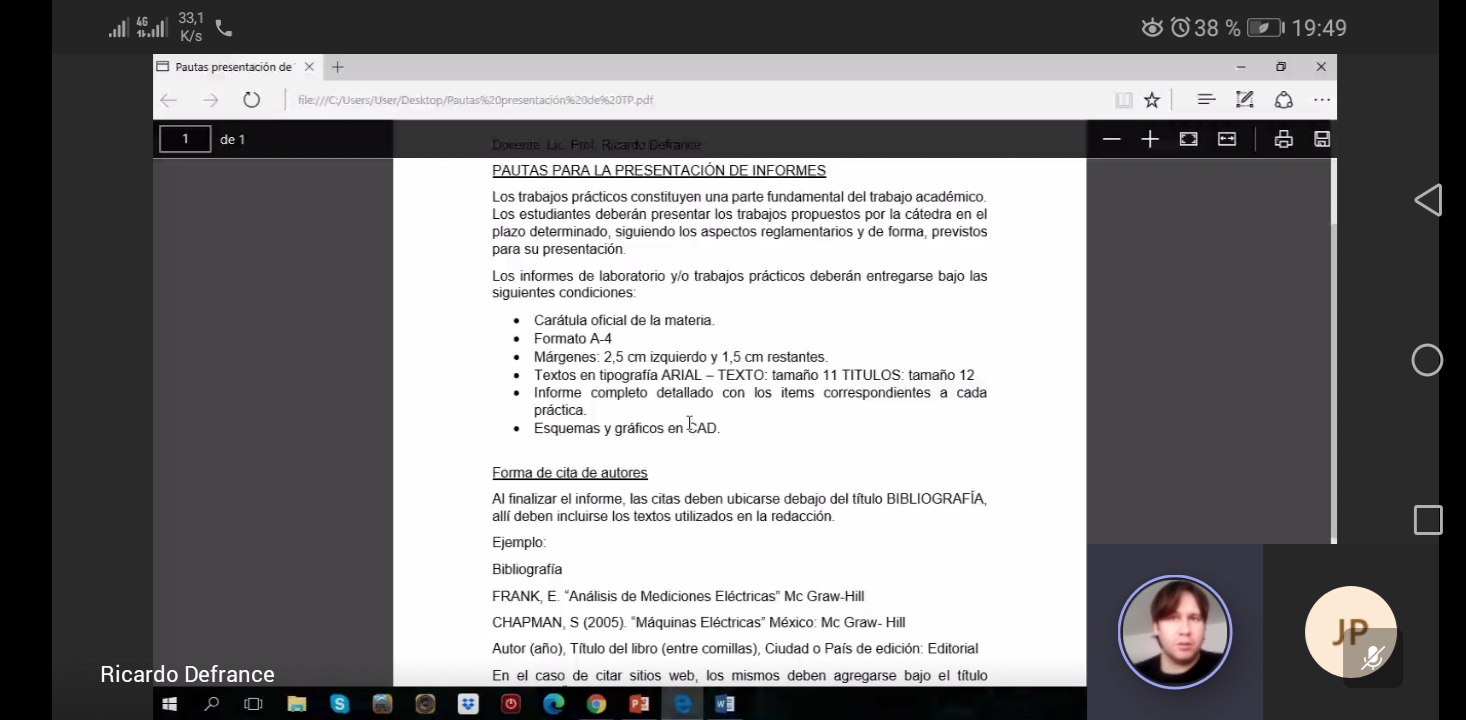 4G
33,1
K/s
38 %
19:49
Pautas presentación de
file:///C:/Users/User/Desktop/Pautas%20presentación%20de%20TP.pdf
1 de 1
Docente: Lic. Prof. Ricardo Defrance
PAUTAS PARA LA PRESENTACIÓN DE INFORMES
Los trabajos prácticos constituyen una parte fundamental del trabajo académico.
Los estudiantes deberán presentar los trabajos propuestos por la cátedra en el
plazo determinado, siguiendo los aspectos reglamentarios y de forma, previstos
para su presentación.
Los informes de laboratorio y/o trabajos prácticos deberán entregarse bajo las
siguientes condiciones:
• Carátula oficial de la materia.
• Formato A-4
• Márgenes: 2,5 cm izquierdo y 1,5 cm restantes.
• Textos en tipografía ARIAL – TEXTO: tamaño 11 TITULOS: tamaño 12
• Informe completo detallado con los items correspondientes a cada
práctica.
• Esquemas y gráficos en CAD.
Forma de cita de autores
Al finalizar el informe, las citas deben ubicarse debajo del título BIBLIOGRAFÍA,
allí deben incluirse los textos utilizados en la redacción.
Ejemplo:
Bibliografía
FRANK, E. “Análisis de Mediciones Eléctricas” Mc Graw-Hill
CHAPMAN, S (2005). “Máquinas Eléctricas” México: Mc Graw- Hill
Autor (año), Título del libro (entre comillas), Ciudad o País de edición: Editorial
En el caso de citar sitios web, los mismos deben agregarse bajo el título
Ricardo Defrance
JP